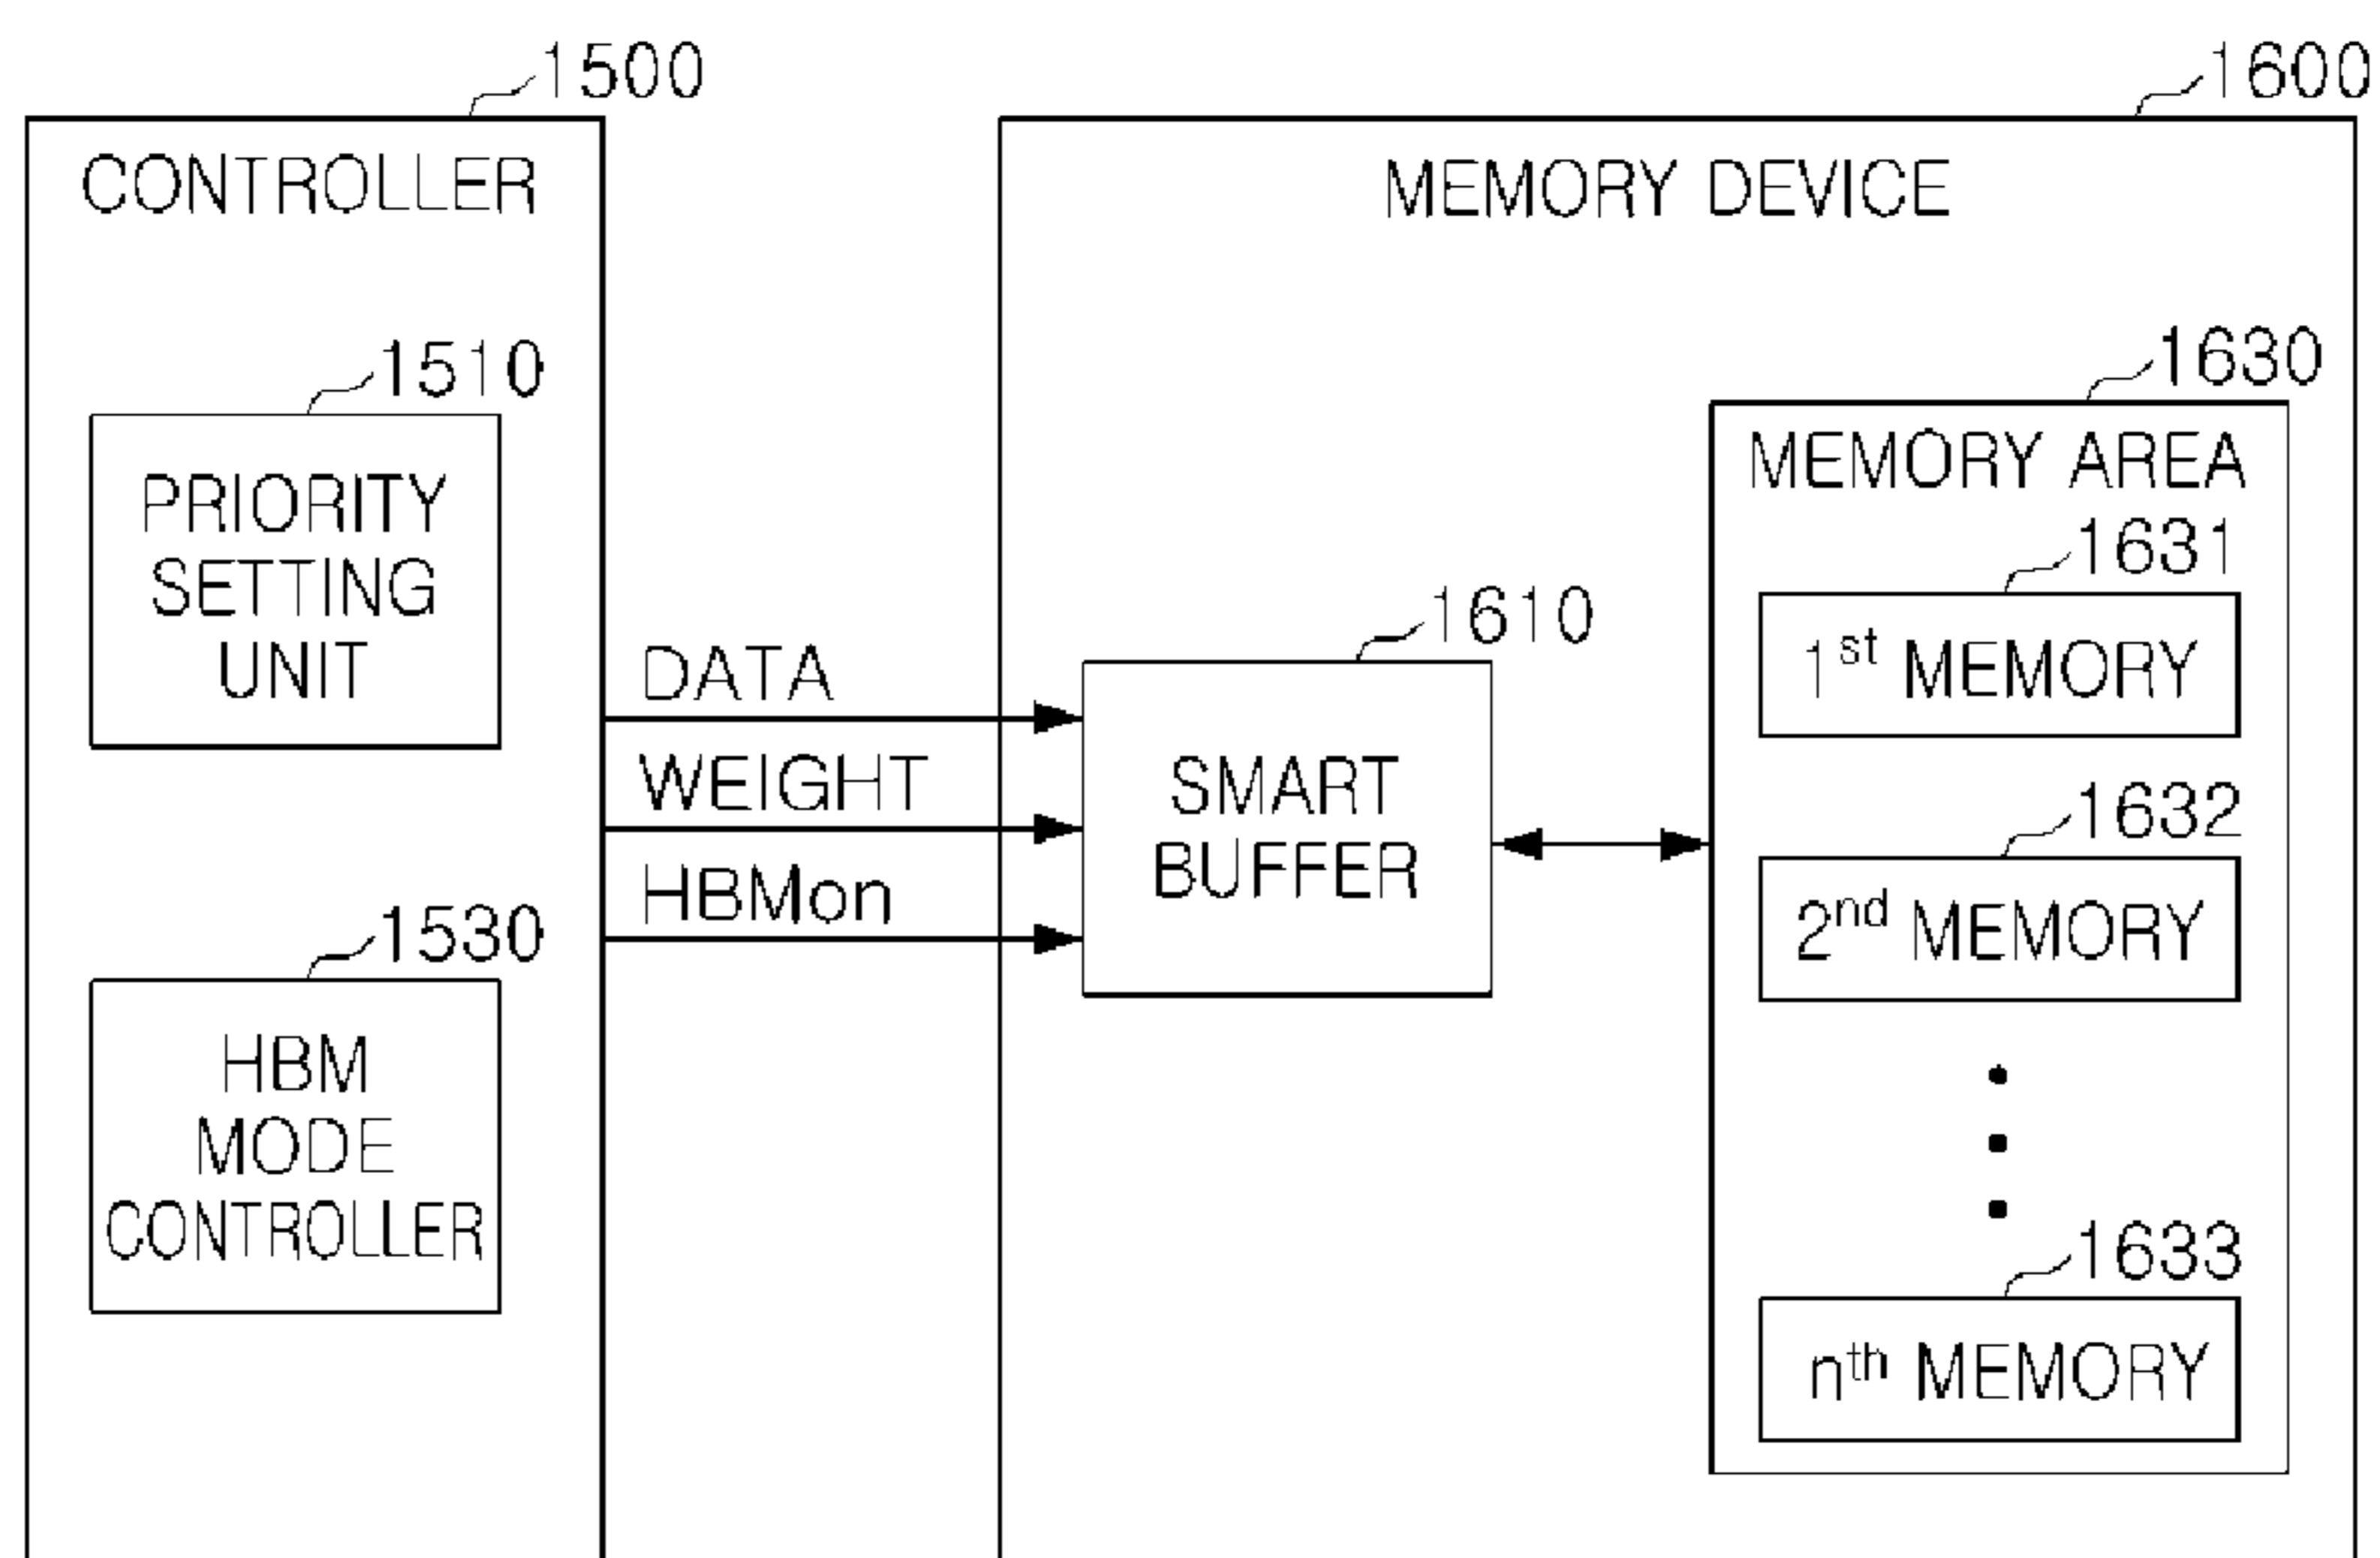 1500
1600
CONTROLLER
MEMORY DEVICE
1510
PRIORITY
SETTING
UNIT
1530
HBM
MODE
CONTROLLER
DATA
WEIGHT
HBMon
1610
SMART
BUFFER
1630
MEMORY AREA
1631
1st MEMORY
1632
2nd MEMORY
1633
nth MEMORY